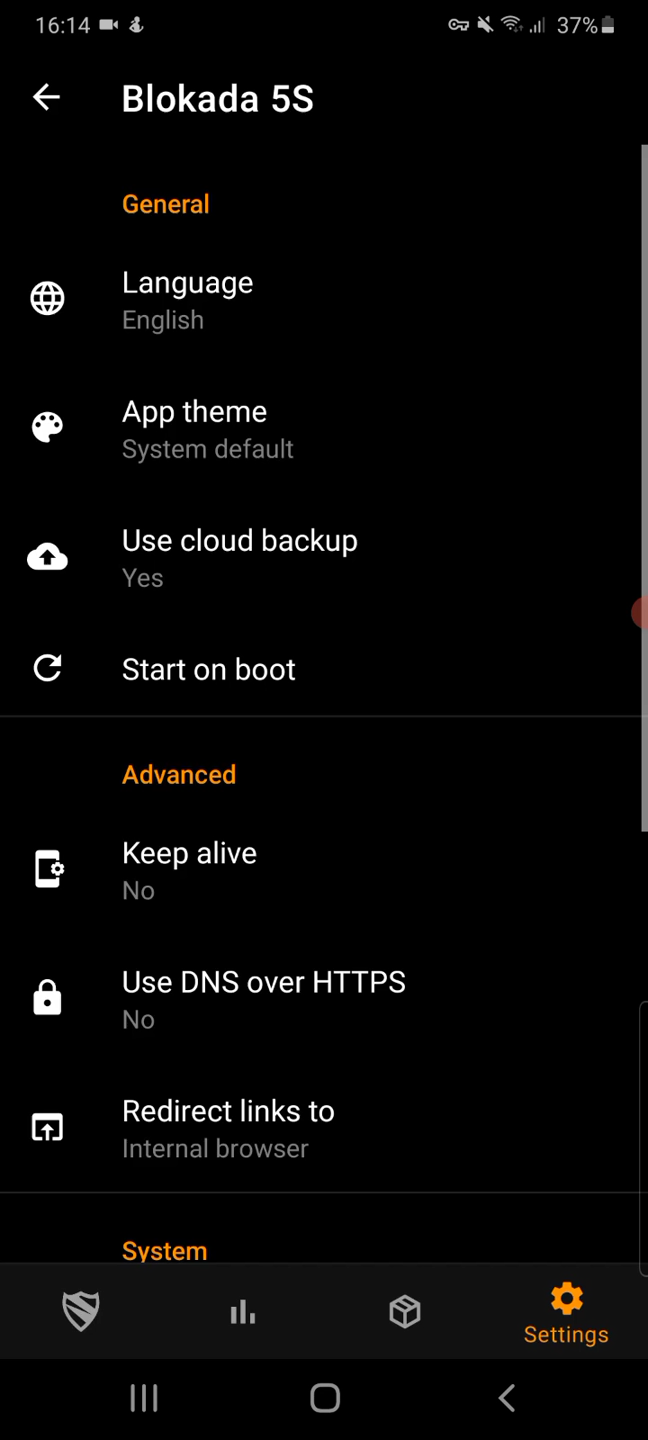 16:14 37%
Blokada 5S
General
Language
English
App theme
System default
Use cloud backup
Yes
Start on boot
Advanced
Keep alive
No
Use DNS over HTTPS
No
Redirect links to
Internal browser
System
Settings